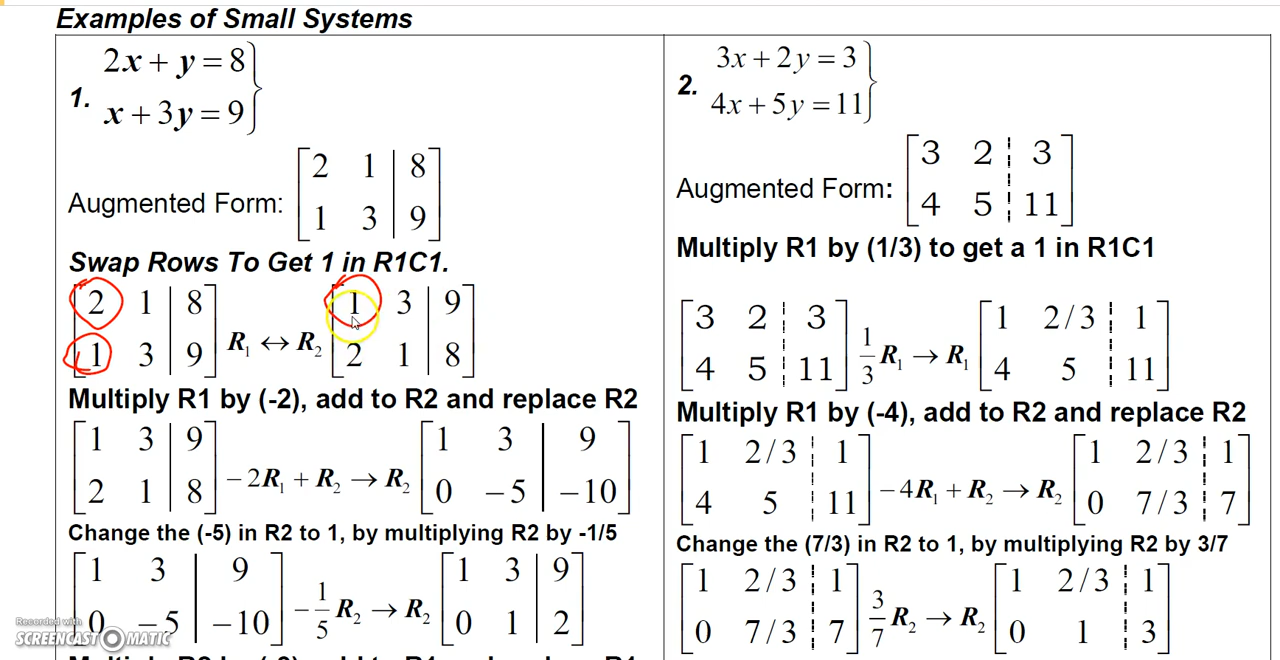 Examples of Small Systems
1. 2x + y = 8
x + 3y = 9
Augmented Form: [2 1 | 8]
[1 3 | 9]
Swap Rows To Get 1 in R1C1.
[2 1 | 8] R₁ ↔ R₂ [1 3 | 9]
[1 3 | 9] [2 1 | 8]
Multiply R1 by (-2), add to R2 and replace R2
[1 3 | 9] −2R₁ + R₂ → R₂ [1 3 | 9]
[2 1 | 8] [0 −5 | −10]
Change the (-5) in R2 to 1, by multiplying R2 by -1/5
[1 3 | 9] −1/5 R₂ → R₂ [1 3 | 9]
[0 −5 | −10] [0 1 | 2]
2. 3x + 2y = 3
4x + 5y = 11
Augmented Form: [3 2 ¦ 3]
[4 5 ¦ 11]
Multiply R1 by (1/3) to get a 1 in R1C1
[3 2 ¦ 3] 1/3 R₁ → R₁ [1 2/3 ¦ 1]
[4 5 ¦ 11] [4 5 ¦ 11]
Multiply R1 by (-4), add to R2 and replace R2
[1 2/3 ¦ 1] −4R₁ + R₂ → R₂ [1 2/3 ¦ 1]
[4 5 ¦ 11] [0 7/3 ¦ 7]
Change the (7/3) in R2 to 1, by multiplying R2 by 3/7
[1 2/3 ¦ 1] 3/7 R₂ → R₂ [1 2/3 ¦ 1]
[0 7/3 ¦ 7] [0 1 ¦ 3]
Recorded with
SCREENCAST-O-MATIC